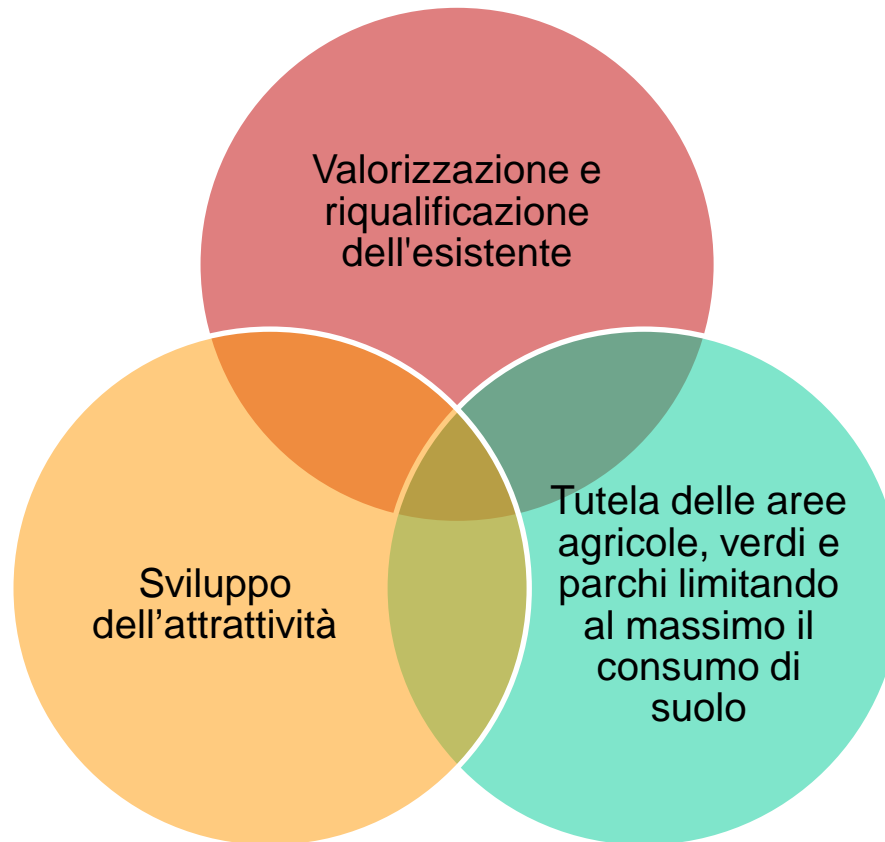 Valorizzazione e
riqualificazione
dell'esistente
Sviluppo
dell’attrattività
Tutela delle aree
agricole, verdi e
parchi limitando
al massimo il
consumo di
suolo